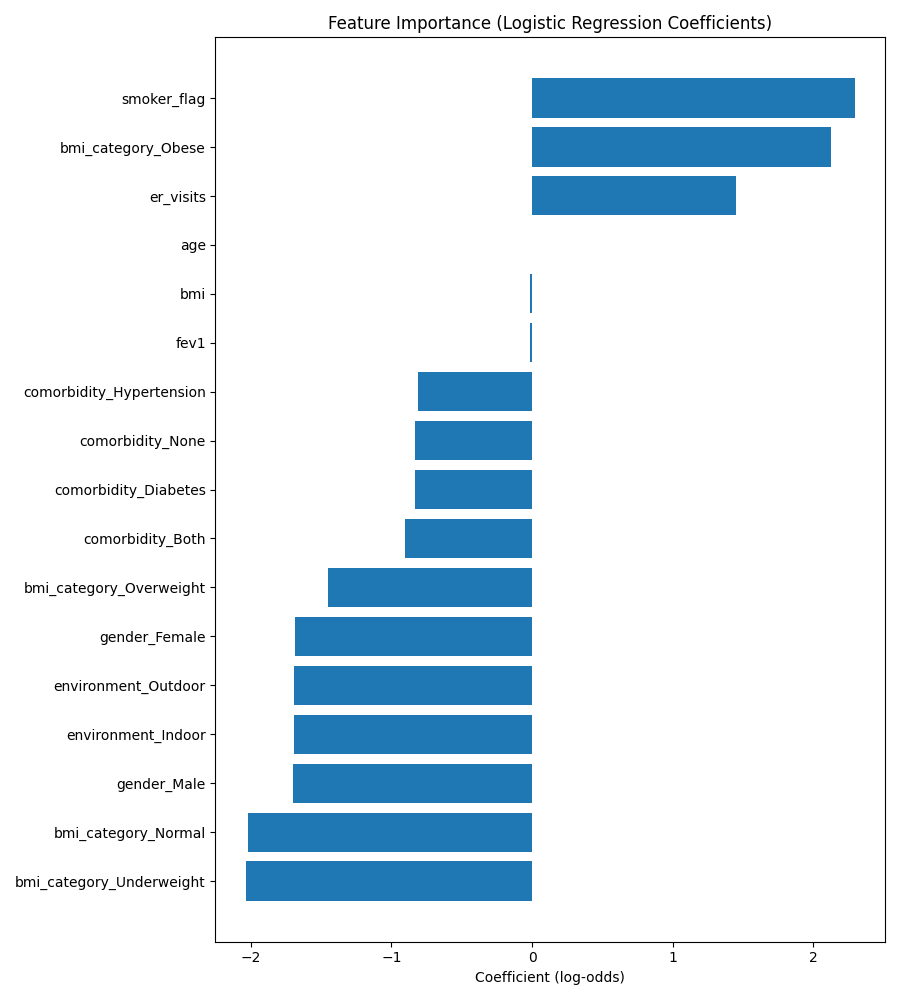 Feature Importance (Logistic Regression Coefficients)
smoker_flag
bmi_category_Obese
er_visits
age
bmi
fev1
comorbidity_Hypertension
comorbidity_None
comorbidity_Diabetes
comorbidity_Both
bmi_category_Overweight
gender_Female
environment_Outdoor
environment_Indoor
gender_Male
bmi_category_Normal
bmi_category_Underweight
−2 −1 0 1 2
Coefficient (log-odds)